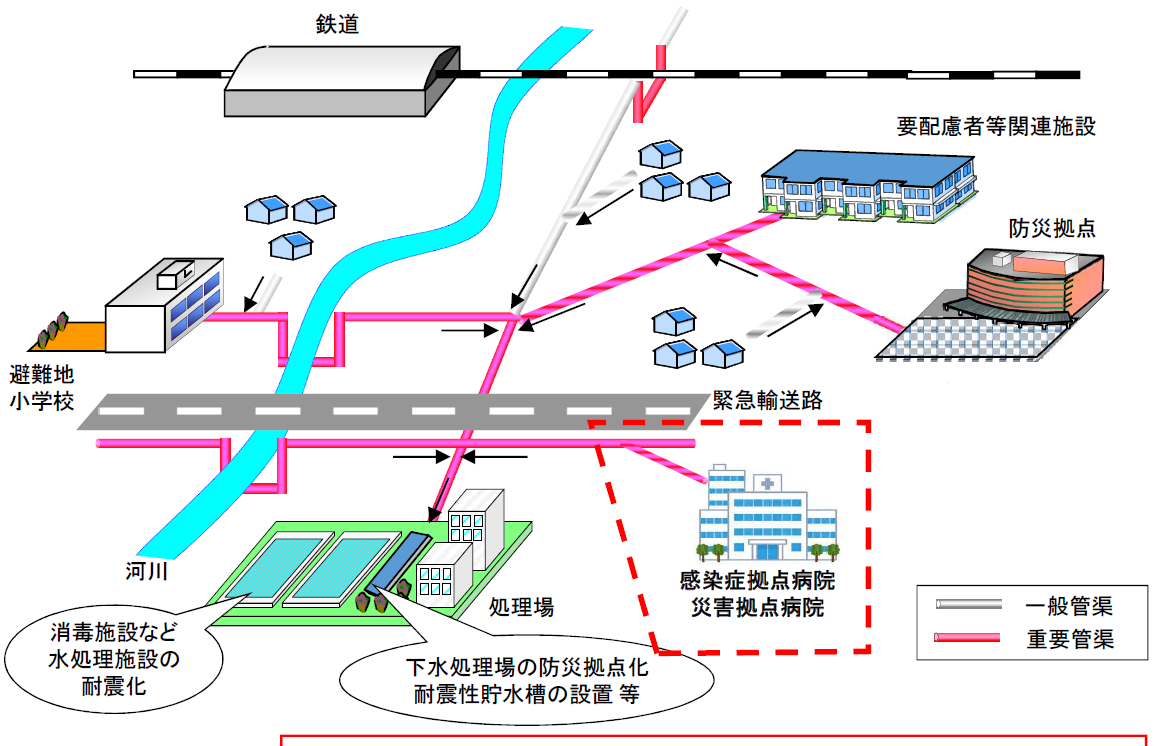 鉄道
要配慮者等関連施設
防災拠点
避難地
小学校
緊急輸送路
河川
処理場
感染症拠点病院
災害拠点病院
消毒施設など
水処理施設の
耐震化
下水処理場の防災拠点化
耐震性貯水槽の設置 等
一般管渠
重要管渠